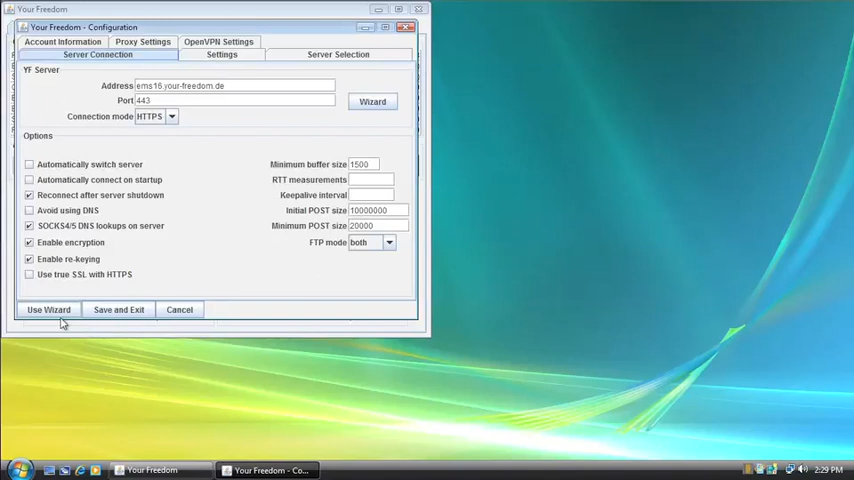 Your Freedom
Your Freedom - Configuration
Account Information Proxy Settings OpenVPN Settings
Server Connection Settings Server Selection
YF Server
Address ems16.your-freedom.de
Port 443
Wizard
Connection mode HTTPS
Options
Automatically switch server
Minimum buffer size 1500
Automatically connect on startup
RTT measurements
Reconnect after server shutdown
Keepalive interval
Avoid using DNS
Initial POST size 10000000
SOCKS4/5 DNS lookups on server
Minimum POST size 20000
Enable encryption
FTP mode both
Enable re-keying
Use true SSL with HTTPS
Use Wizard Save and Exit Cancel
Your Freedom Your Freedom - Co... 2:29 PM